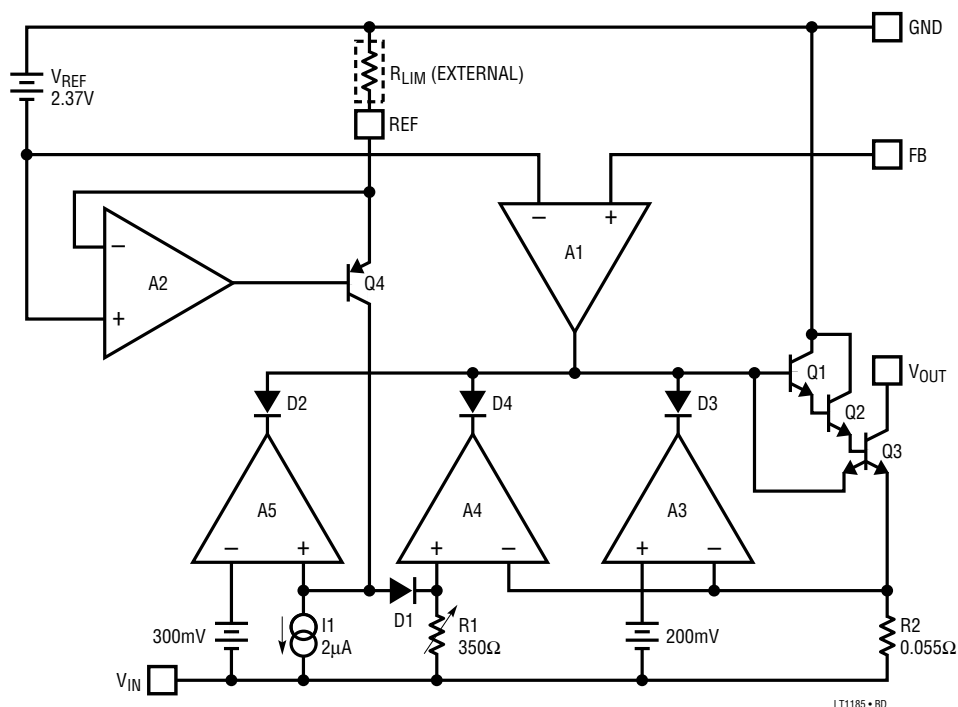 GND
VREF
2.37V
RLIM (EXTERNAL)
REF
FB
–
+
A1
–
A2
+
Q4
D2
D4
D3
Q1
VOUT
Q2
Q3
A5
A4
A3
–
+
+
–
+
–
300mV
I1
2µA
D1
R1
350Ω
200mV
R2
0.055Ω
VIN
LT1185 • BD